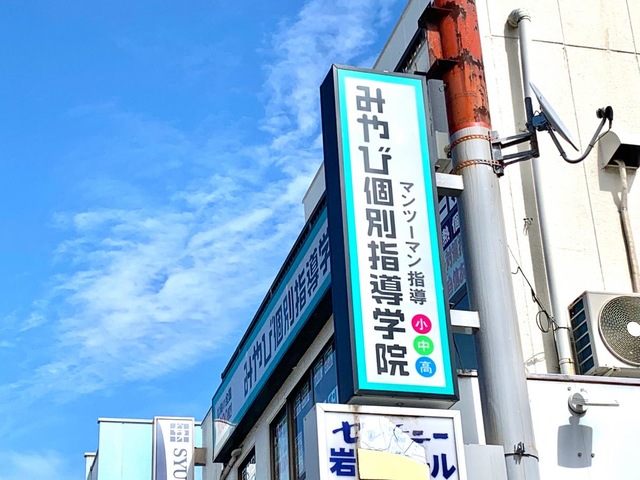 みやび個別指導学院
マンツーマン指導
小
中
高
みやび個別指導学
SYU